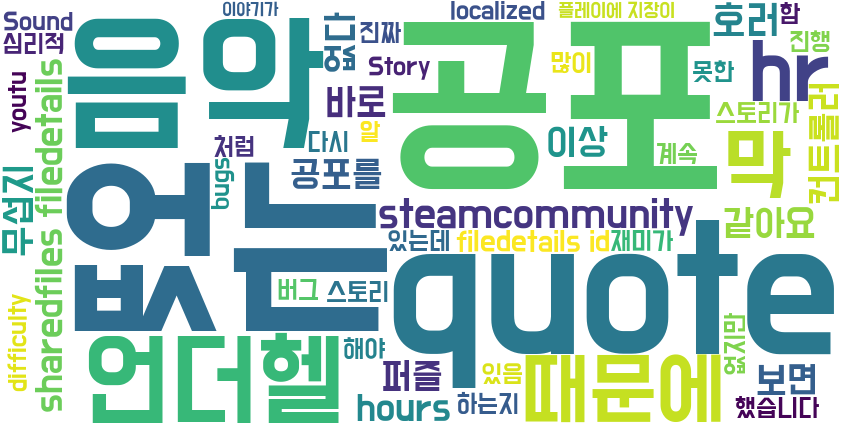 Sound
이야기가
localized
플레이에 지장이
심리적
음악
없다
진짜
공포
호러
함
진행
youtu
Story
많이
못한
hr
바로
스토리가
sharedfiles filedetails
처럼
다시
알
이상
막
컨트롤러
bugs
공포를
계속
무섭지
없는
steamcommunity
같아요
있는데
filedetails id
재미가
quote
버그
스토리
difficulty
언더헬
해야
퍼즐
있음
때문에
없지만
보면
hours
하는지
했습니다